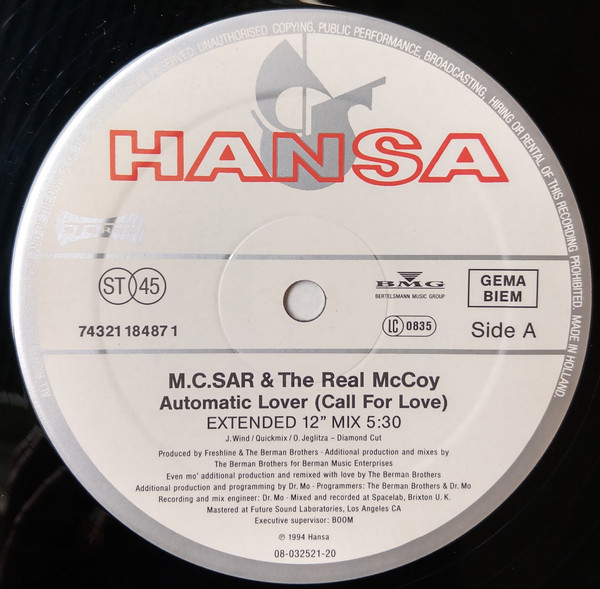 RESERVED. UNAUTHORISED COPYING, PUBLIC PERFORMANCE, BROADCASTING, HIRING OR RENTAL OF THIS RECORDING PROHIBITED. MADE IN HOLLAND.
HANSA
ST 45
BMG
BERTELSMANN MUSIC GROUP
GEMA
BIEM
74321 18487 1
LC 0835
Side A
M.C.SAR & The Real McCoy
Automatic Lover (Call For Love)
EXTENDED 12” MIX 5:30
J. Wind / Quickmix / O. Jeglitza – Diamond Cut
Produced by Freshline & The Berman Brothers · Additional production and mixes by
The Berman Brothers for Berman Music Enterprises
Even mo' additional production and remixed with love by The Berman Brothers
Additional production and programming by Dr. Mo · Programmers: The Berman Brothers & Dr. Mo
Recording and mix engineer: Dr. Mo · Mixed and recorded at Spacelab, Brixton U. K.
Mastered at Future Sound Laboratories, Los Angeles CA
Executive supervisor: BOOM
℗ 1994 Hansa
08-032521-20